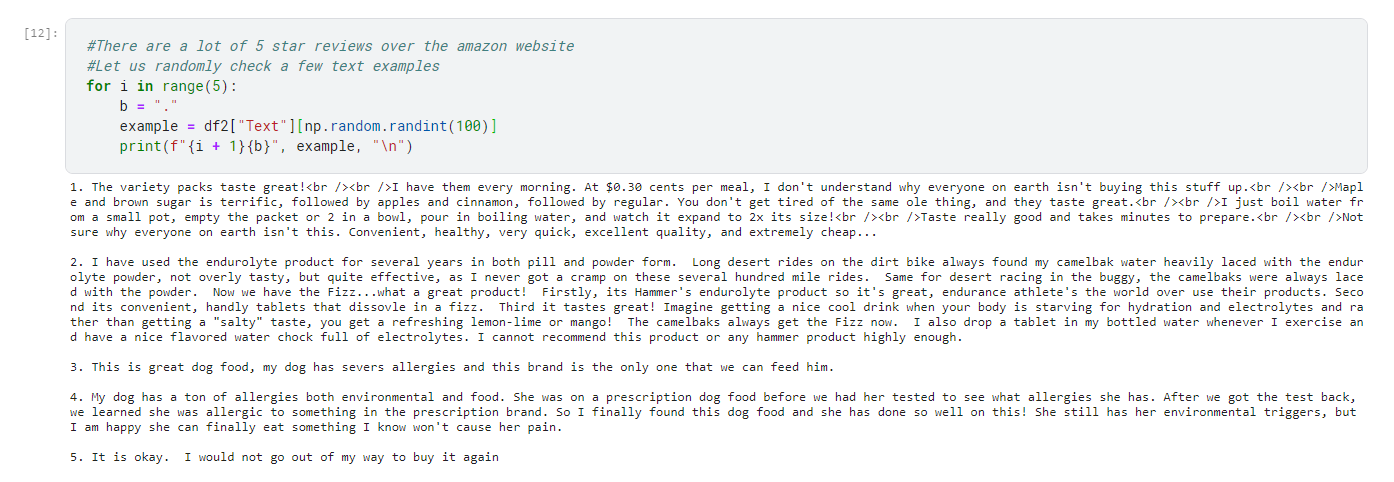 [12]:
#There are a lot of 5 star reviews over the amazon website
#Let us randomly check a few text examples
for i in range(5):
    b = "."
    example = df2["Text"][np.random.randint(100)]
    print(f"{i + 1}{b}", example, "\n")
1. The variety packs taste great!<br /><br />I have them every morning. At $0.30 cents per meal, I don't understand why everyone on earth isn't buying this stuff up.<br /><br />Mapl
e and brown sugar is terrific, followed by apples and cinnamon, followed by regular. You don't get tired of the same ole thing, and they taste great.<br /><br />I just boil water fr
om a small pot, empty the packet or 2 in a bowl, pour in boiling water, and watch it expand to 2x its size!<br /><br />Taste really good and takes minutes to prepare.<br /><br />Not
sure why everyone on earth isn't this. Convenient, healthy, very quick, excellent quality, and extremely cheap...
2. I have used the endurolyte product for several years in both pill and powder form.  Long desert rides on the dirt bike always found my camelbak water heavily laced with the endur
olyte powder, not overly tasty, but quite effective, as I never got a cramp on these several hundred mile rides.  Same for desert racing in the buggy, the camelbaks were always lace
d with the powder.  Now we have the Fizz...what a great product!  Firstly, its Hammer's endurolyte product so it's great, endurance athlete's the world over use their products. Seco
nd its convenient, handly tablets that dissovle in a fizz.  Third it tastes great! Imagine getting a nice cool drink when your body is starving for hydration and electrolytes and ra
ther than getting a "salty" taste, you get a refreshing lemon-lime or mango!  The camelbaks always get the Fizz now.  I also drop a tablet in my bottled water whenever I exercise an
d have a nice flavored water chock full of electrolytes. I cannot recommend this product or any hammer product highly enough.
3. This is great dog food, my dog has severs allergies and this brand is the only one that we can feed him.
4. My dog has a ton of allergies both environmental and food. She was on a prescription dog food before we had her tested to see what allergies she has. After we got the test back,
we learned she was allergic to something in the prescription brand. So I finally found this dog food and she has done so well on this! She still has her environmental triggers, but
I am happy she can finally eat something I know won't cause her pain.
5. It is okay.  I would not go out of my way to buy it again